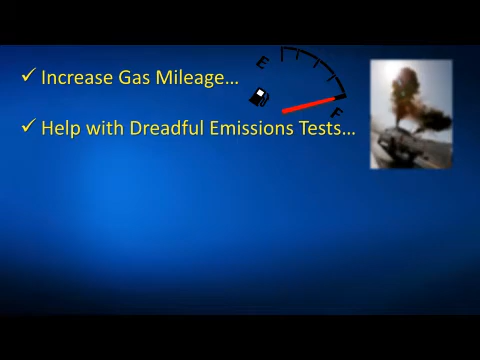 ✓ Increase Gas Mileage...
E
✓ Help with Dreadful Emissions Tests...
F